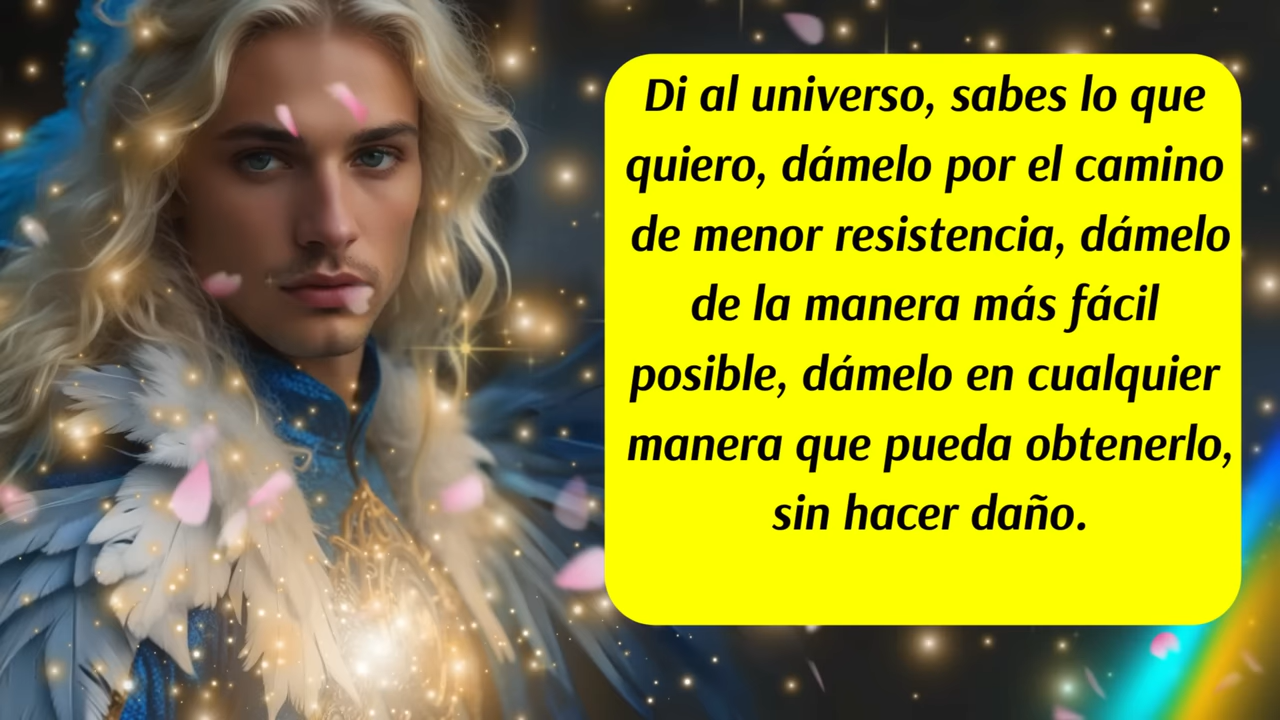 Di al universo, sabes lo que
quiero, dámelo por el camino
de menor resistencia, dámelo
de la manera más fácil
posible, dámelo en cualquier
manera que pueda obtenerlo,
sin hacer daño.